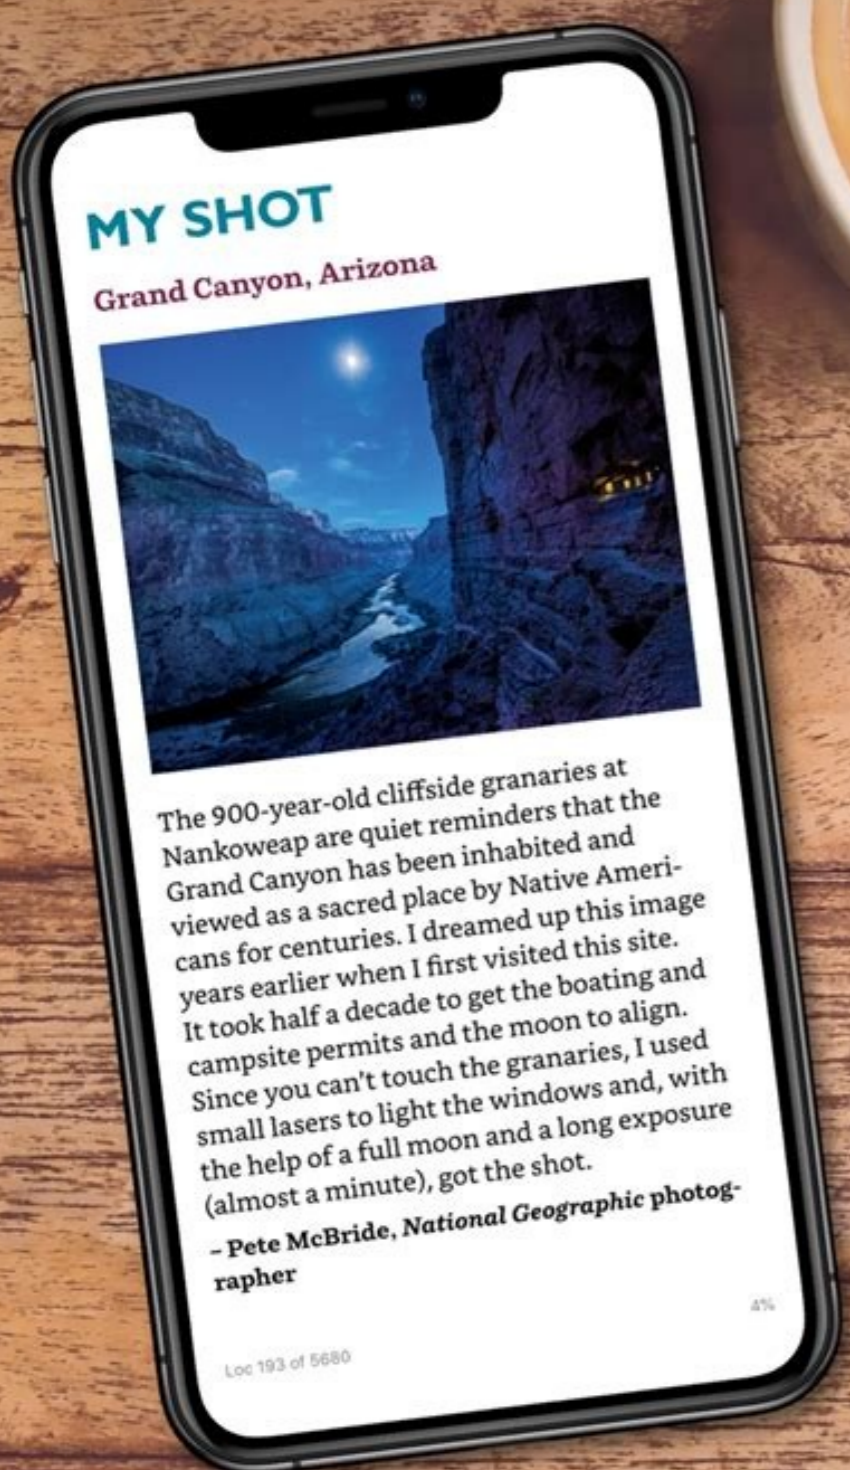 MY SHOT
Grand Canyon, Arizona
The 900-year-old cliffside granaries at
Nankoweap are quiet reminders that the
Grand Canyon has been inhabited and
viewed as a sacred place by Native Ameri-
cans for centuries. I dreamed up this image
years earlier when I first visited this site.
It took half a decade to get the boating and
campsite permits and the moon to align.
Since you can't touch the granaries, I used
small lasers to light the windows and, with
the help of a full moon and a long exposure
(almost a minute), got the shot.
– Pete McBride, National Geographic photog-
rapher
4%
Loc 193 of 5680